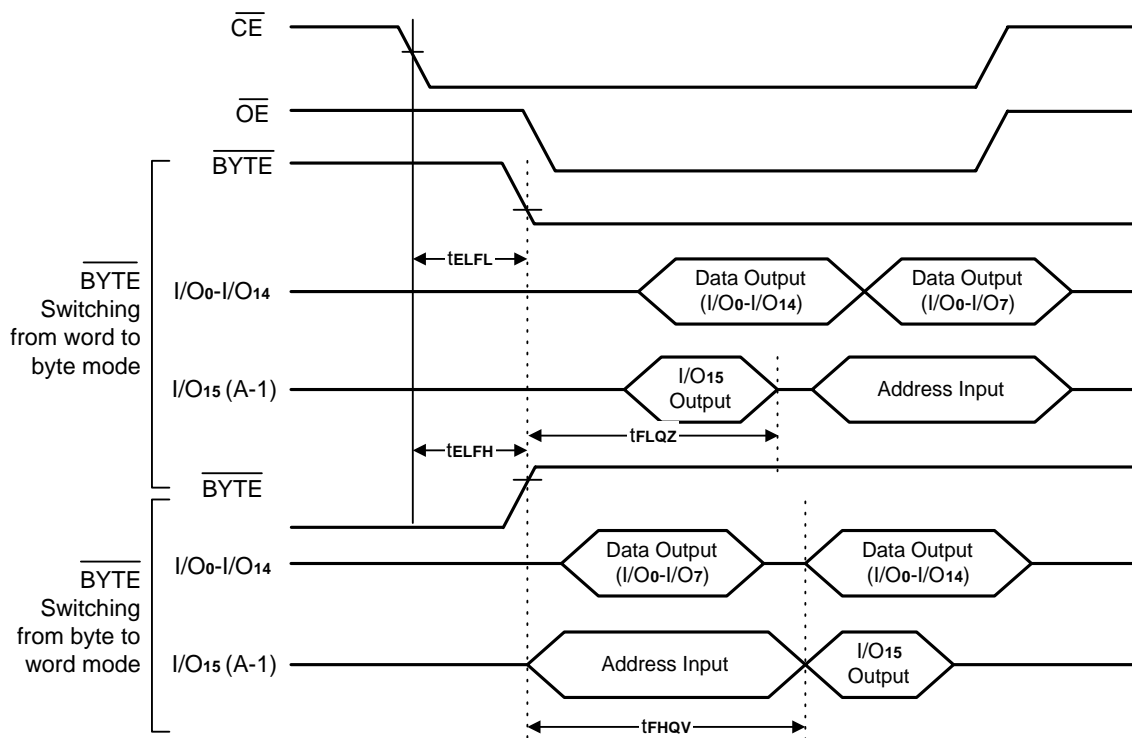 CE
OE
BYTE
tELFL
BYTE
Switching
from word to
byte mode
I/O0-I/O14
Data Output
(I/O0-I/O14)
Data Output
(I/O0-I/O7)
I/O15 (A-1)
I/O15
Output
Address Input
tELFH
tFLQZ
BYTE
BYTE
Switching
from byte to
word mode
I/O0-I/O14
Data Output
(I/O0-I/O7)
Data Output
(I/O0-I/O14)
I/O15 (A-1)
Address Input
I/O15
Output
tFHQV